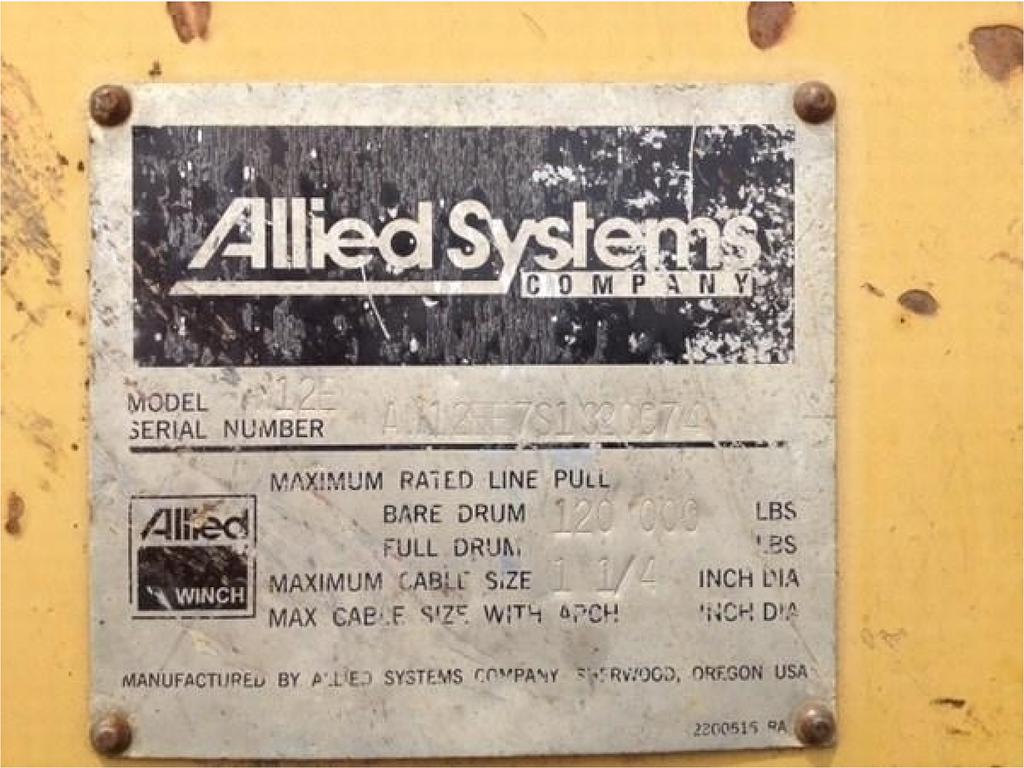 Allied Systems
COMPANY
MODEL 12E
SERIAL NUMBER
MAXIMUM RATED LINE PULL
BARE DRUM 120 000 LBS
FULL DRUM LBS
MAXIMUM CABLE SIZE 1 1/4 INCH DIA
MAX CABLE SIZE WITH ARCH INCH DIA
Allied
WINCH
MANUFACTURED BY ALLIED SYSTEMS COMPANY SHERWOOD, OREGON USA